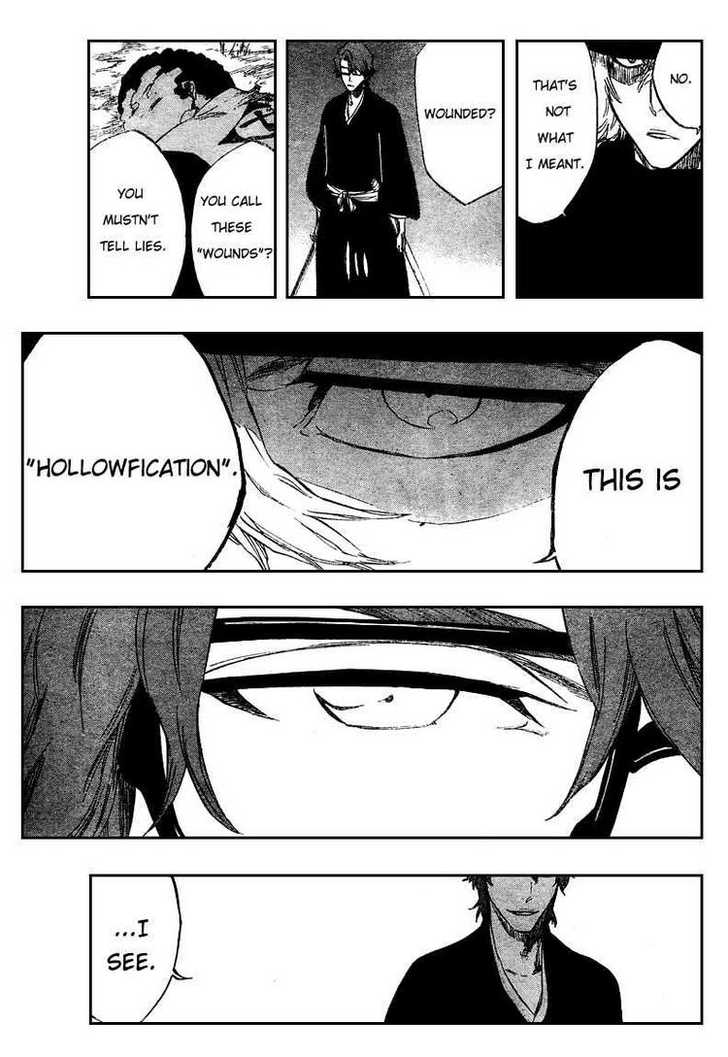 NO.
THAT'S
NOT
WHAT
I MEANT.
WOUNDED?
YOU CALL
THESE
"WOUNDS"?
YOU
MUSTN'T
TELL LIES.
THIS IS
"HOLLOWFICATION".
...I
SEE.